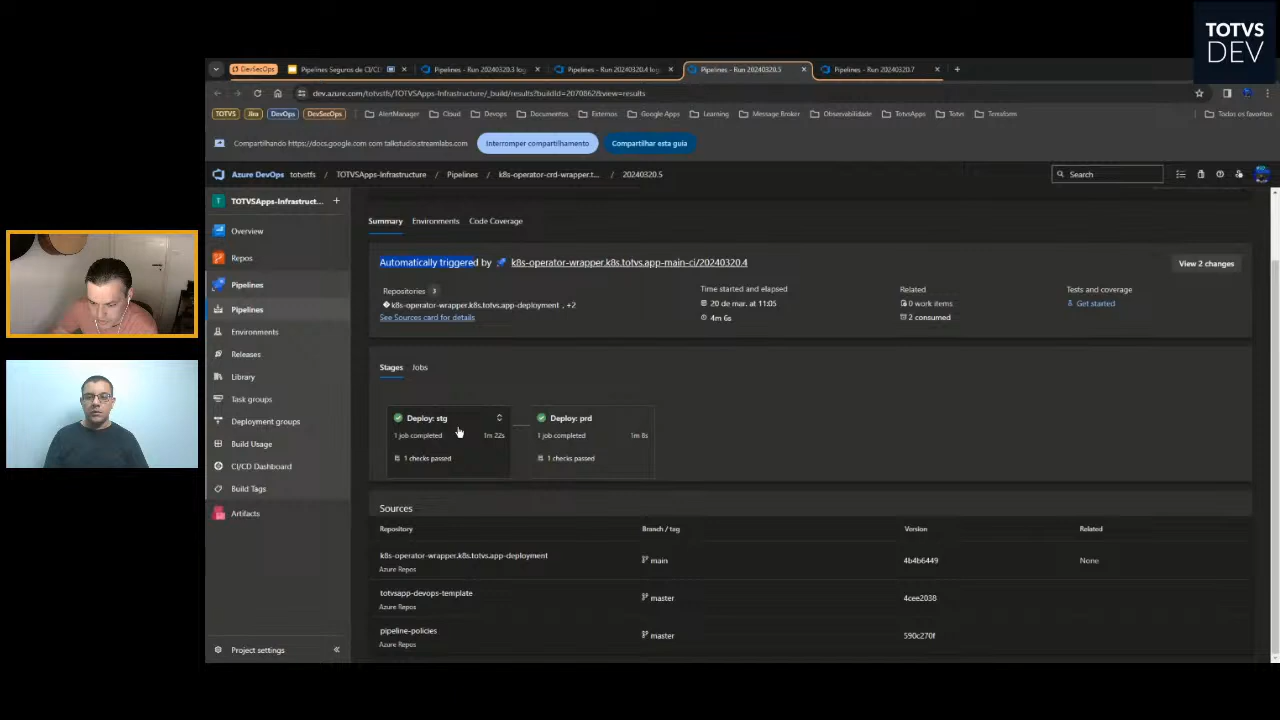 TOTVS
DEV
DevSecOps
Pipelines Seguros de CI/CD
Pipelines - Run 20240320.3 log
Pipelines - Run 20240320.4 log
Pipelines - Run 20240320.5
Pipelines - Run 20240320.7
dev.azure.com/totvstfs/TOTVSApps-Infrastructure/_build/results?buildId=2070862&view=results
TOTVS
Jira
DevOps
DevSecOps
AlertManager
Cloud
Devops
Documentos
Externos
Google Apps
Learning
Message Broker
Observabilidade
TotvsApps
Totvs
Terraform
Todos os favoritos
Compartilhando https://docs.google.com com talkstudio.streamlabs.com
Interromper compartilhamento
Compartilhar esta guia
Azure DevOps totvstfs / TOTVSApps-Infrastructure / Pipelines / k8s-operator-crd-wrapper.t... / 20240320.5
Search
T TOTVSApps-Infrastruct... +
Overview
Repos
Pipelines
Pipelines
Environments
Releases
Library
Task groups
Deployment groups
Build Usage
CI/CD Dashboard
Build Tags
Artifacts
Project settings
Summary Environments Code Coverage
Automatically triggered by k8s-operator-wrapper.k8s.totvs.app-main-ci/20240320.4
View 2 changes
Repositories 3
k8s-operator-wrapper.k8s.totvs.app-deployment , +2
See Sources card for details
Time started and elapsed
20 de mar. at 11:05
4m 6s
Related
0 work items
2 consumed
Tests and coverage
Get started
Stages Jobs
Deploy: stg
1 job completed 1m 22s
1 checks passed
Deploy: prd
1 job completed 1m 8s
1 checks passed
Sources
Repository Branch / tag Version Related
k8s-operator-wrapper.k8s.totvs.app-deployment
Azure Repos
main 4b4b6449 None
totvsapp-devops-template
Azure Repos
master 4cee2038
pipeline-policies
Azure Repos
master 590c270f